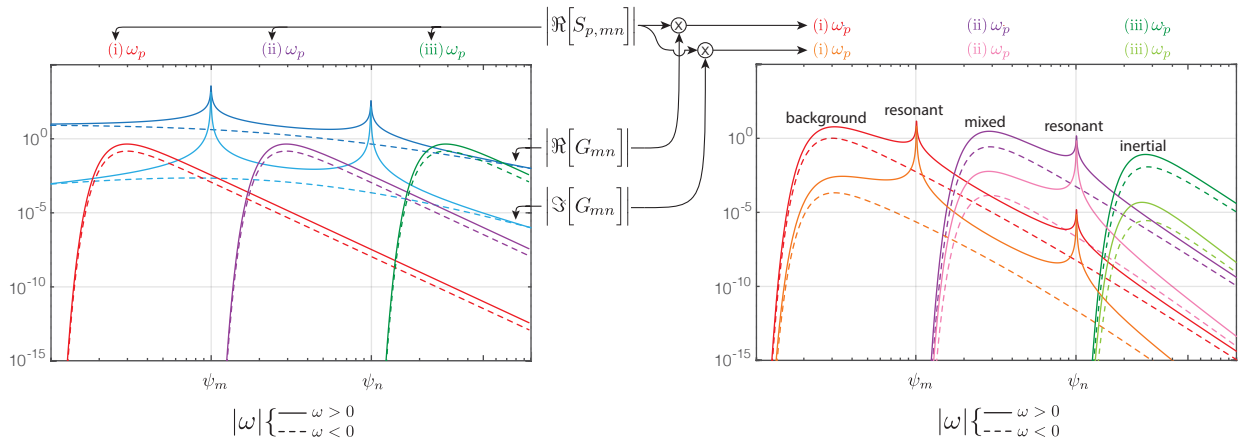 |ℜ[S_{p,mn}]|
(i) ω_p (ii) ω_p (iii) ω_p
(i) ω_p (ii) ω_p (iii) ω_p
(i) ω_p (ii) ω_p (iii) ω_p
10^0
10^{-5}
10^{-10}
10^{-15}
ψ_m ψ_n
|ω|{ ω > 0
ω < 0
|ℜ[G_{mn}]|
|ℑ[G_{mn}]|
10^0
10^{-5}
10^{-10}
10^{-15}
background
resonant
mixed
resonant
inertial
ψ_m ψ_n
|ω|{ ω > 0
ω < 0